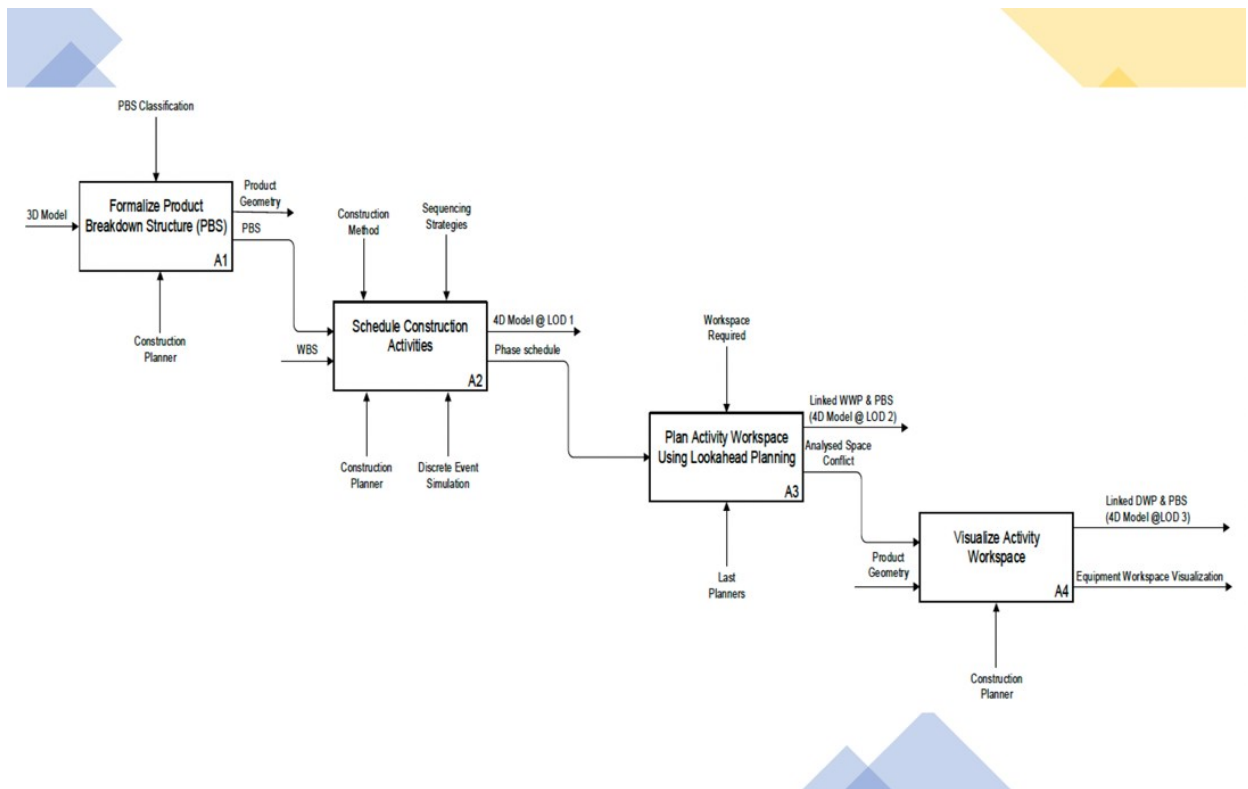 PBS Classification
3D Model
Formalize Product
Breakdown Structure (PBS)
A1
Product
Geometry
PBS
Construction
Planner
Construction
Method
Sequencing
Strategies
WBS
Schedule Construction
Activities
A2
4D Model @ LOD 1
Phase schedule
Construction
Planner
Discrete Event
Simulation
Workspace
Required
Plan Activity Workspace
Using Lookahead Planning
A3
Linked WWP & PBS
(4D Model @ LOD 2)
Analysed Space
Conflict
Last
Planners
Product
Geometry
Visualize Activity
Workspace
A4
Linked DWP & PBS
(4D Model @LOD 3)
Equipment Workspace Visualization
Construction
Planner